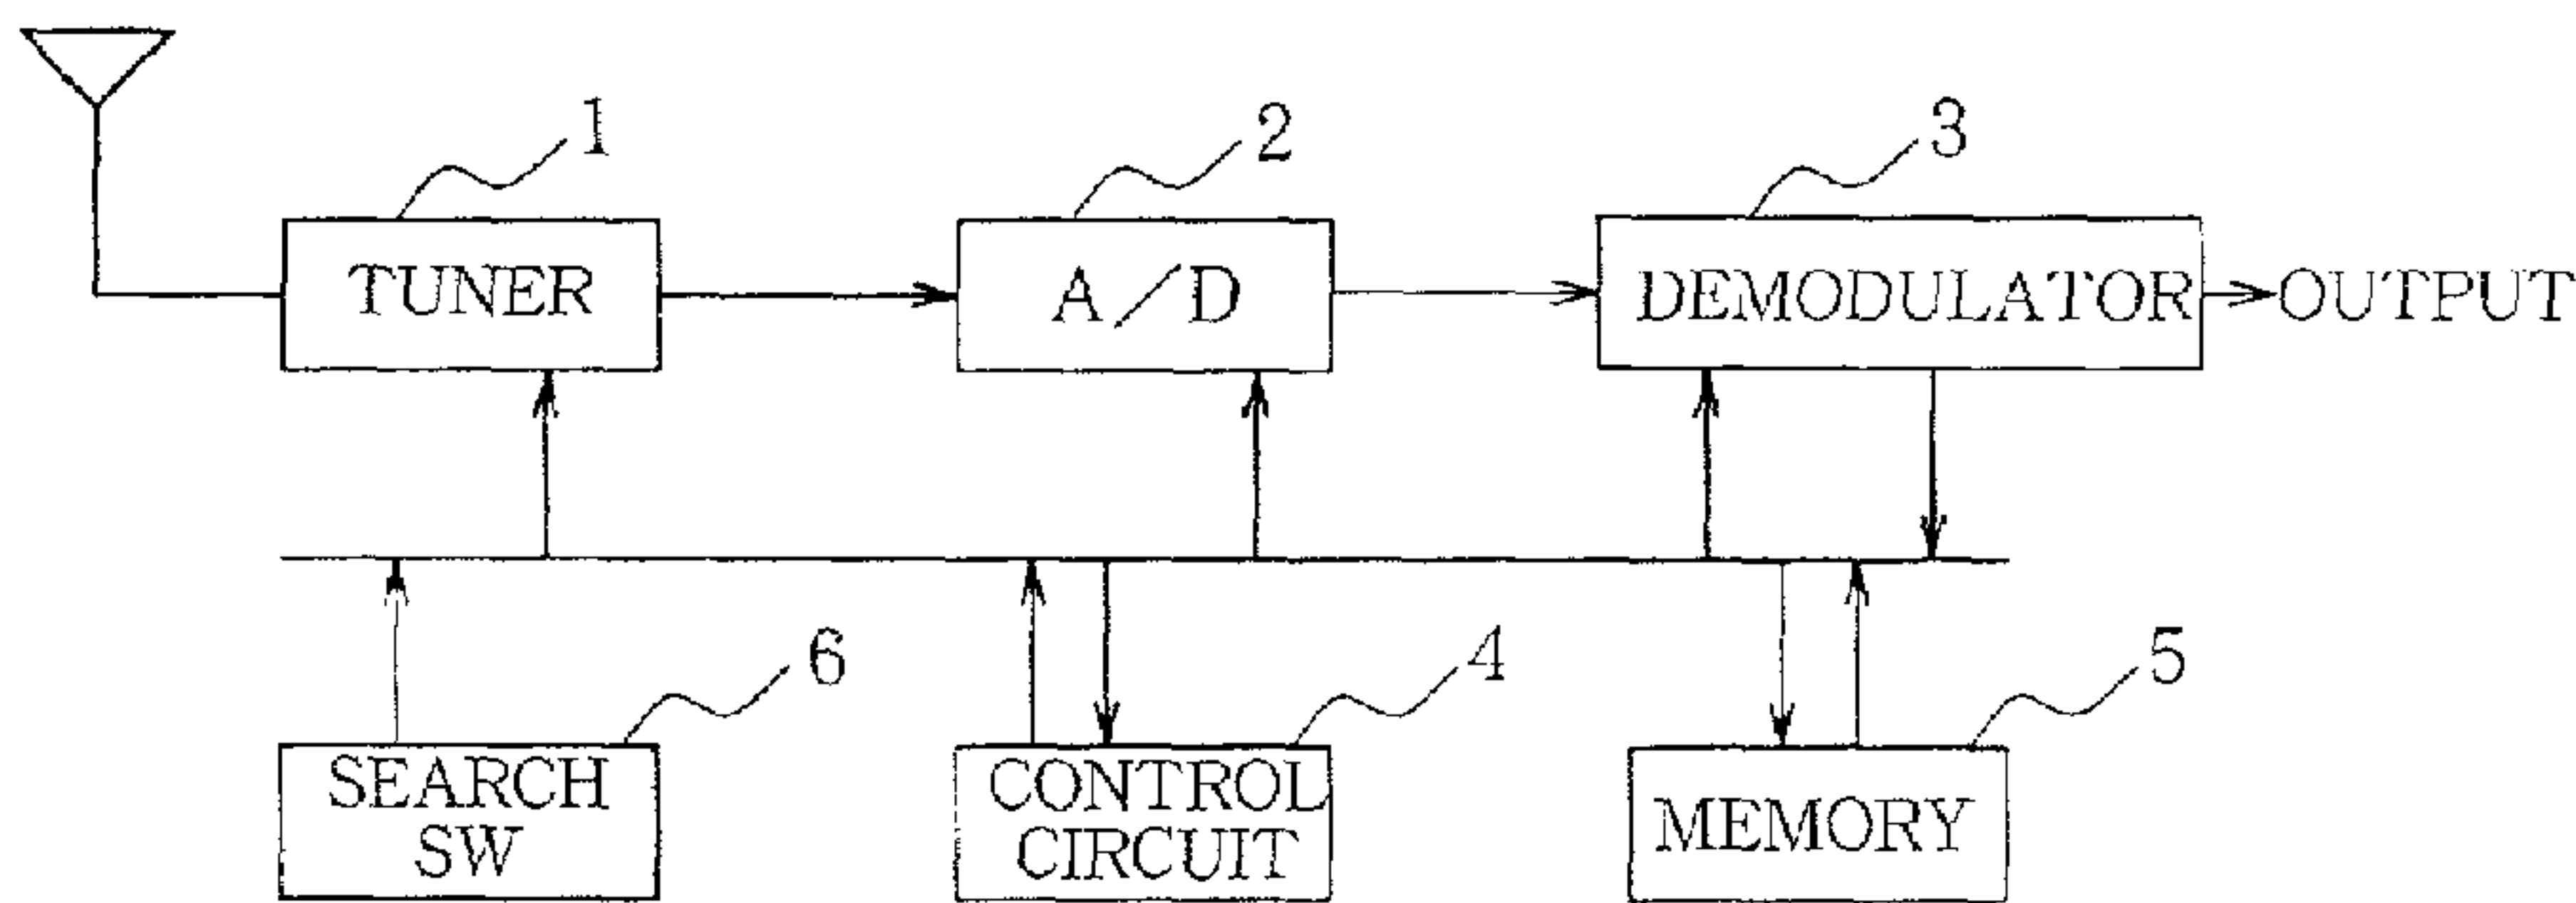 1
2
3
TUNER
A/D
DEMODULATOR
OUTPUT
6
4
5
SEARCH
SW
CONTROL
CIRCUIT
MEMORY